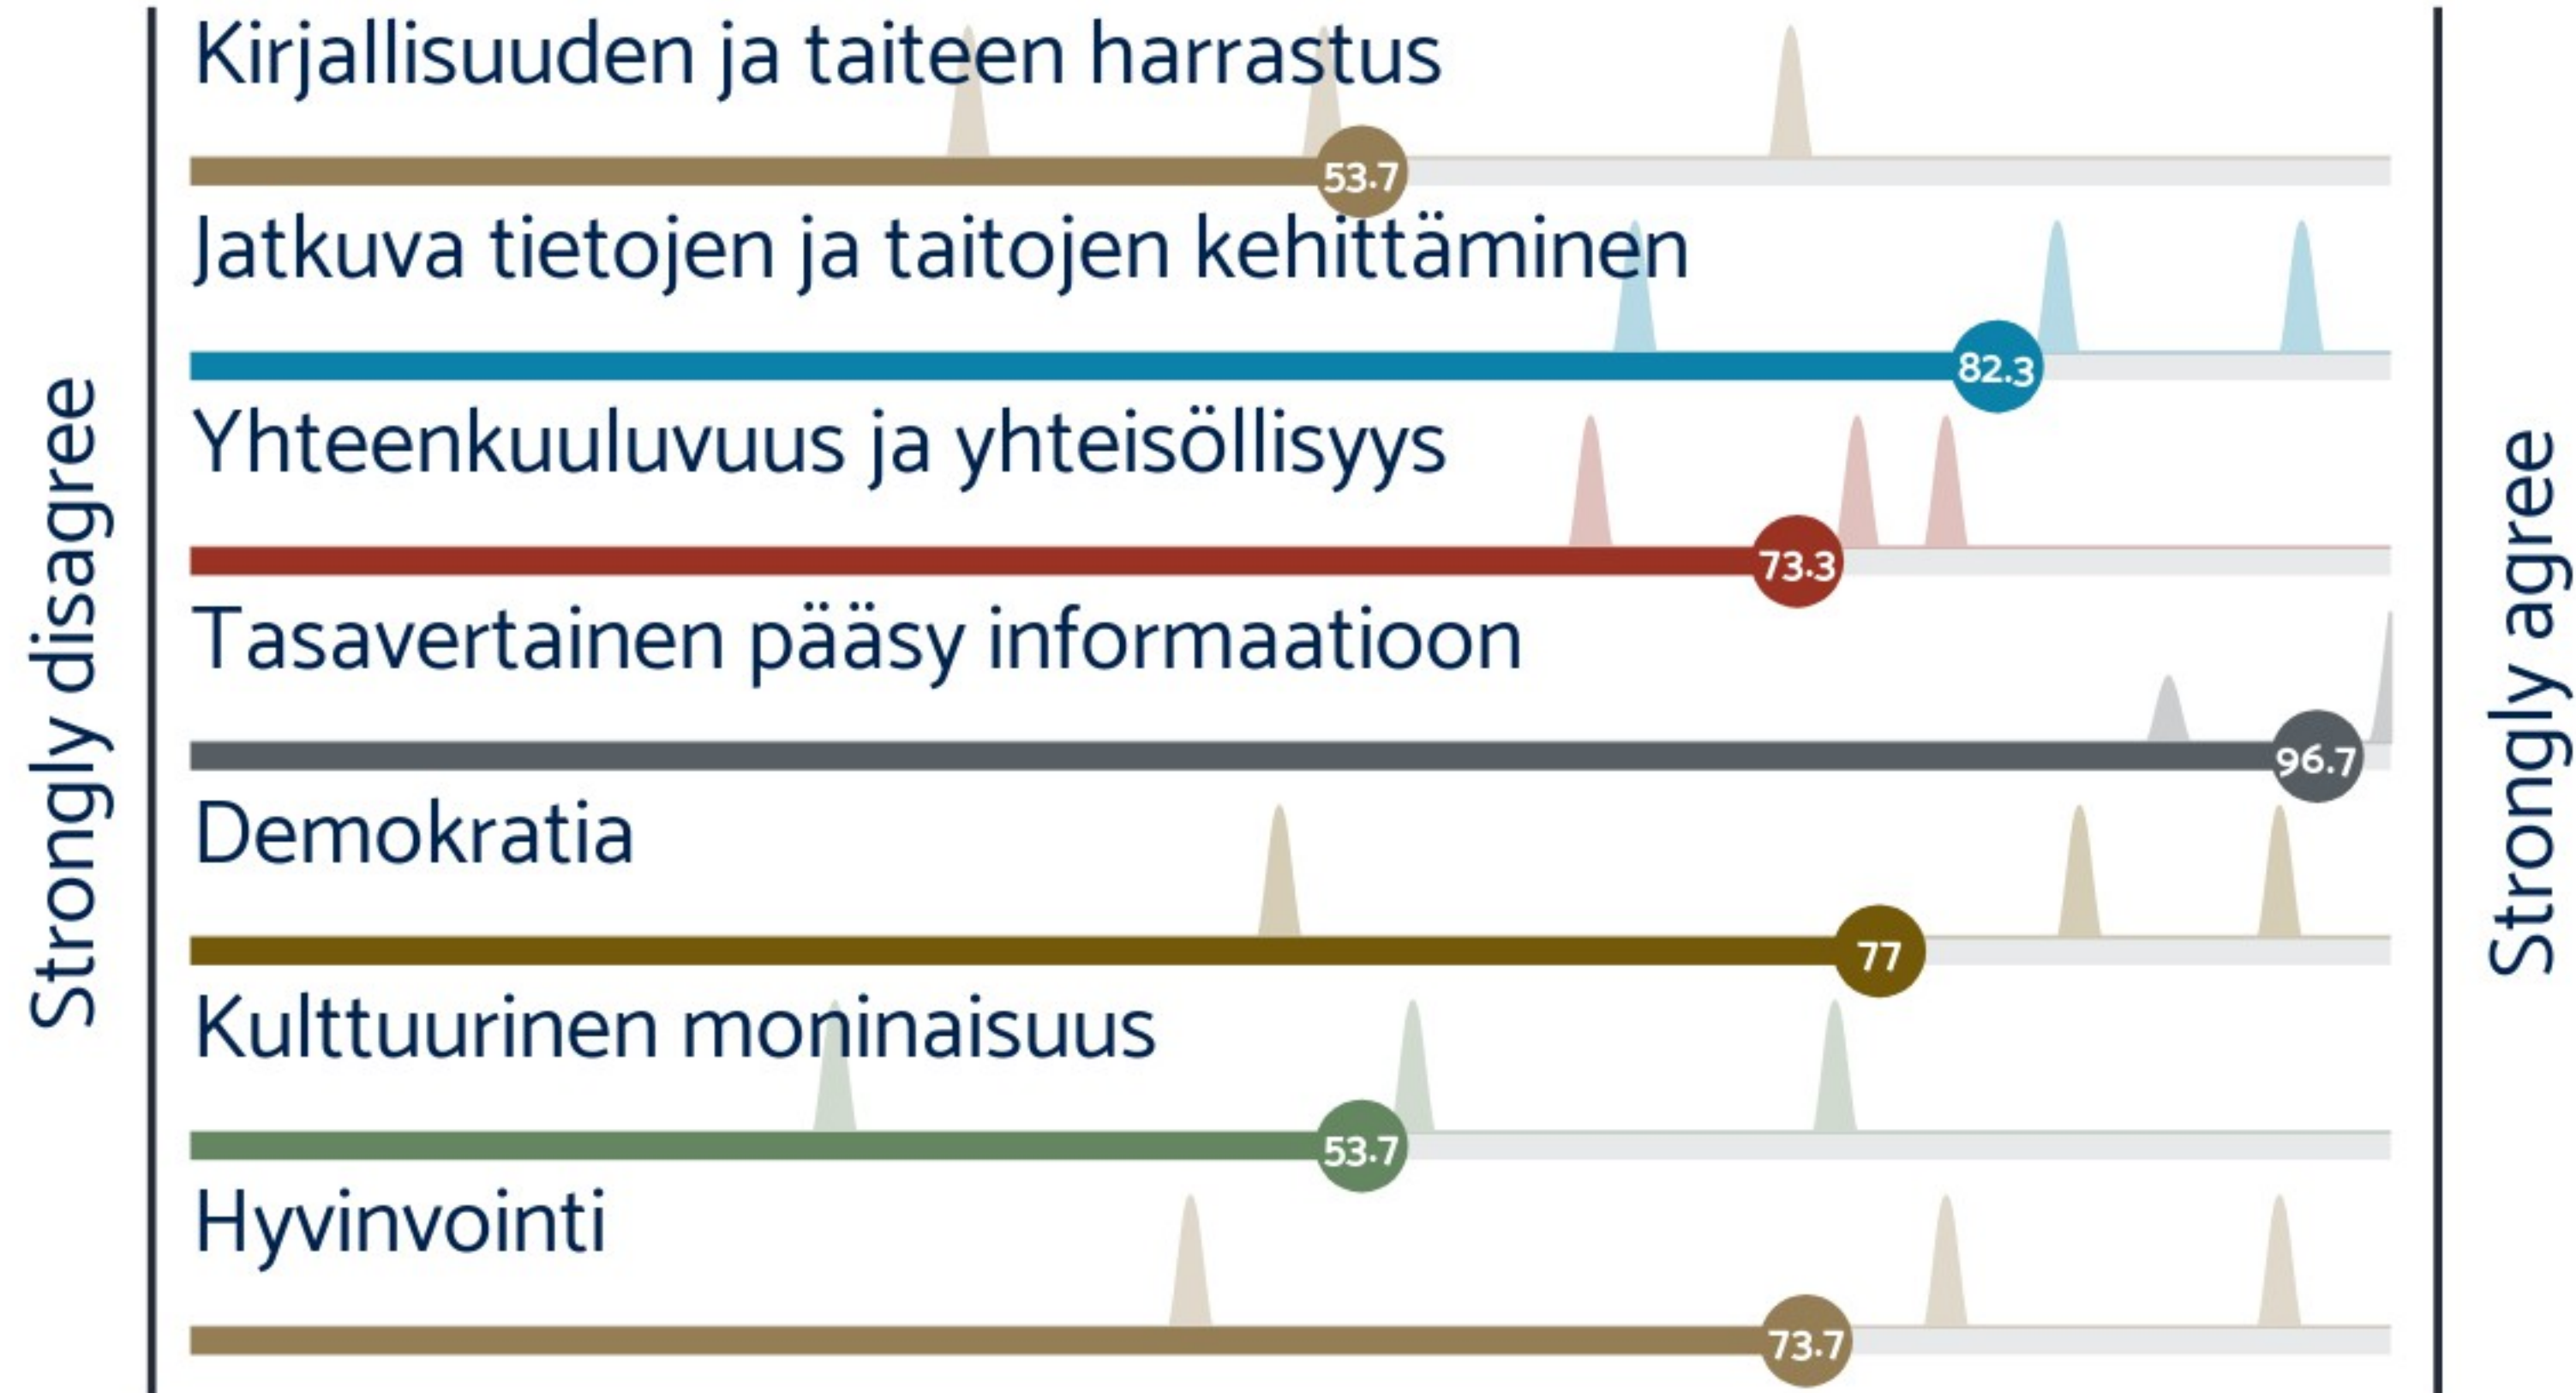 Kirjallisuuden ja taiteen harrastus
53.7
Jatkuva tietojen ja taitojen kehittäminen
82.3
Yhteenkuuluvuus ja yhteisöllisyys
73.3
Tasavertainen pääsy informaatioon
96.7
Demokratia
77
Kulttuurinen moninaisuus
53.7
Hyvinvointi
73.7
Strongly disagree
Strongly agree